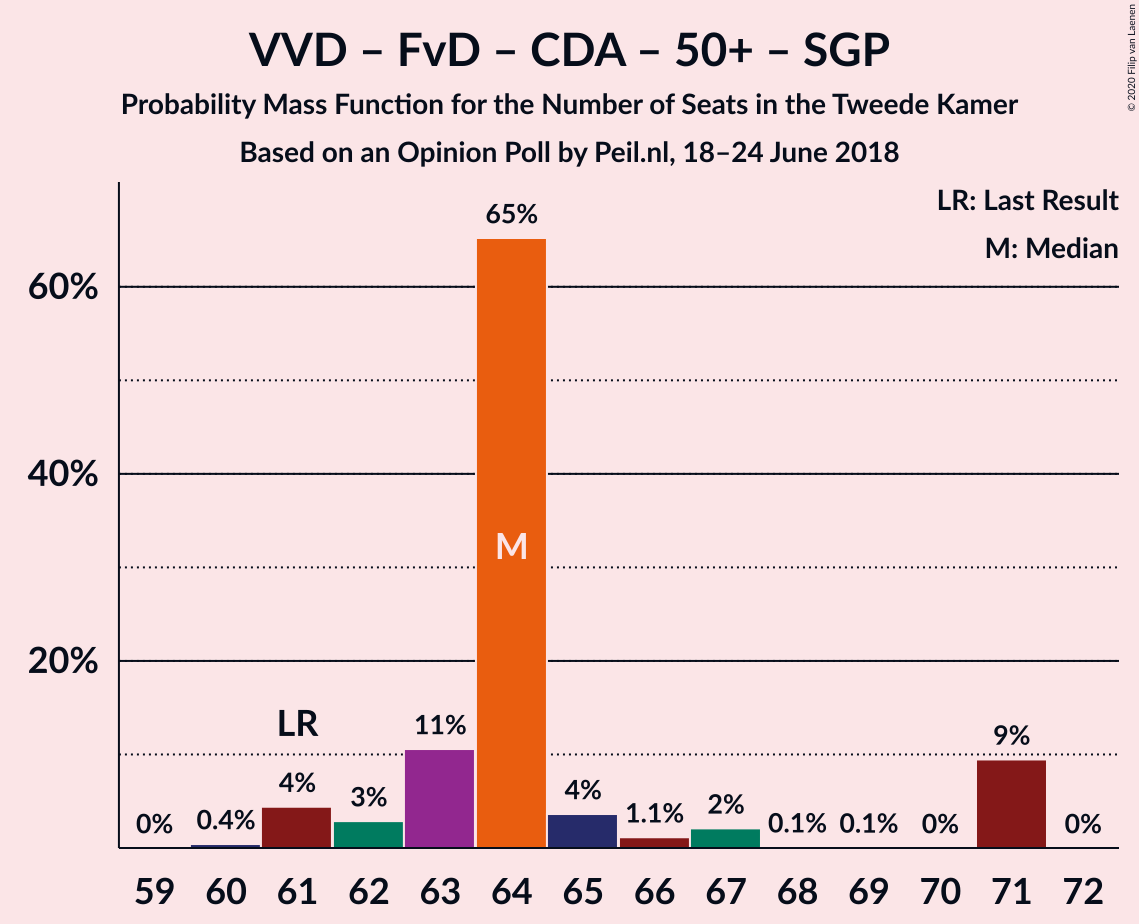 VVD – FvD – CDA – 50+ – SGP
Probability Mass Function for the Number of Seats in the Tweede Kamer
Based on an Opinion Poll by Peil.nl, 18–24 June 2018
© 2020 Filip van Laenen
LR: Last Result
M: Median
60%
40%
20%
0%
0.4%
4%
LR
3%
11%
65%
M
4%
1.1%
2%
0.1%
0.1%
0%
9%
0%
59 60 61 62 63 64 65 66 67 68 69 70 71 72